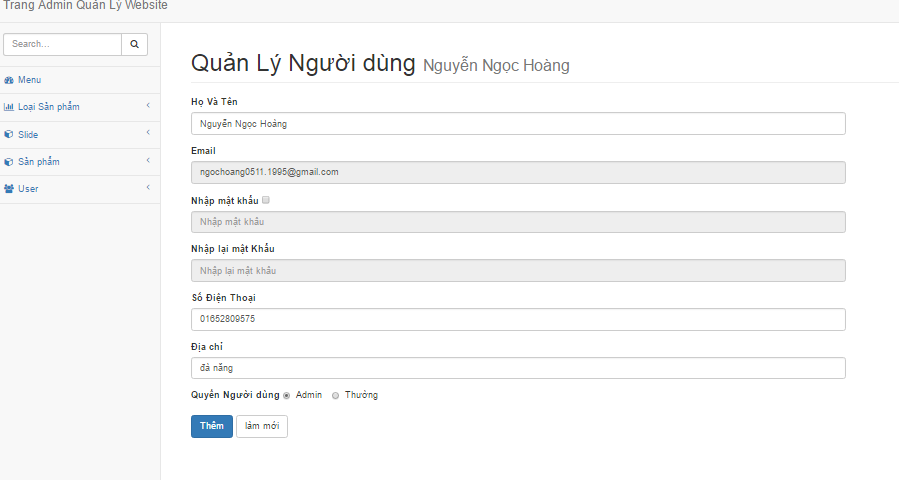 Trang Admin Quản Lý Website
Search...
Menu
Loại Sản phẩm
Slide
Sản phẩm
User
Quản Lý Người dùng Nguyễn Ngọc Hoàng
Họ Và Tên
Nguyễn Ngọc Hoàng
Email
ngochoang0511.1995@gmail.com
Nhập mật khẩu
Nhập mật khẩu
Nhập lại mật Khẩu
Nhập lại mật khẩu
Số Điện Thoại
01652809575
Địa chỉ
đà nẵng
Quyền Người dùng Admin Thường
Thêm làm mới